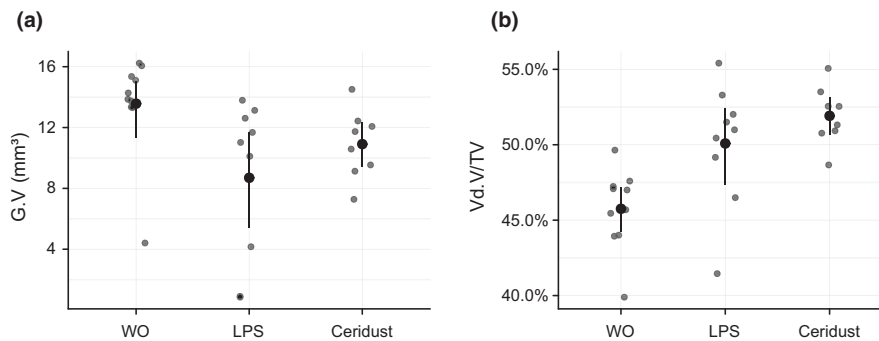 (a)
G.V (mm³)
16
12
8
4
WO LPS Ceridust
(b)
Vd.V/TV
55.0%
50.0%
45.0%
40.0%
WO LPS Ceridust